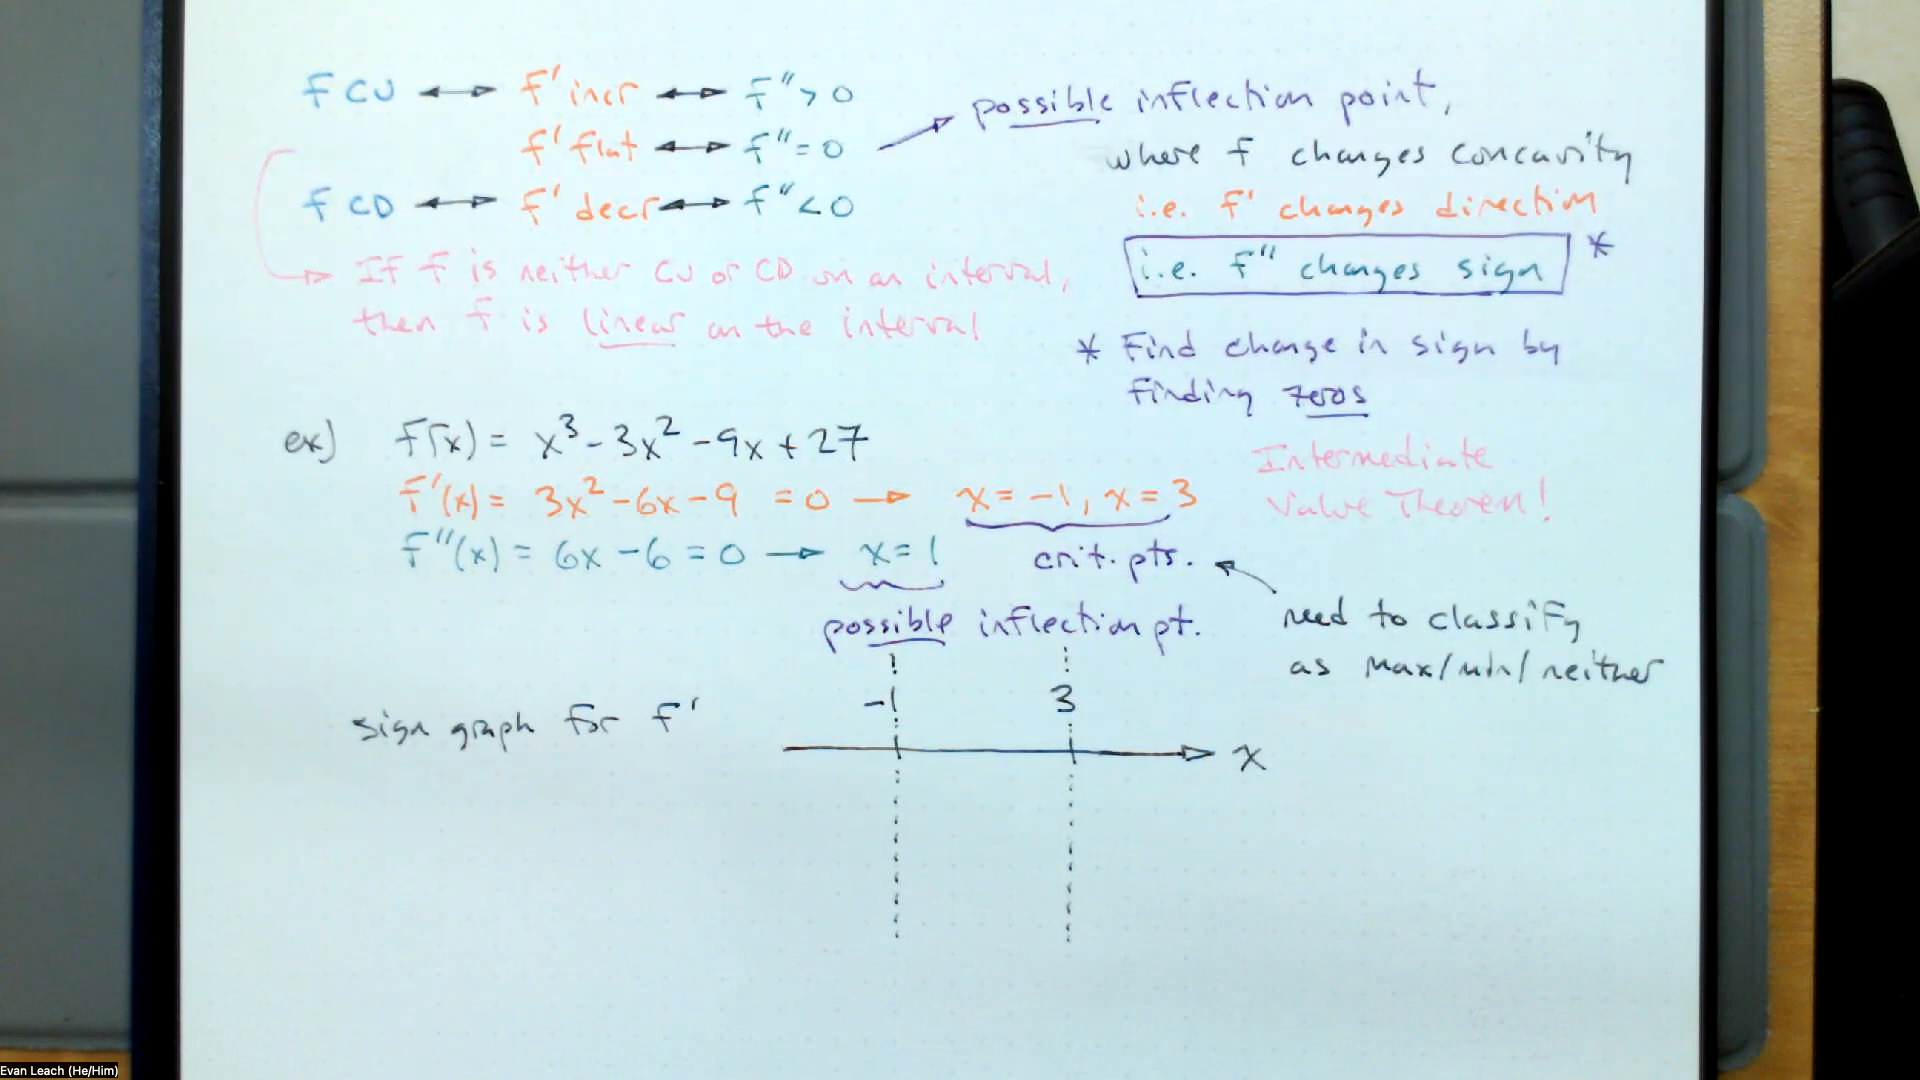 f CU ↔ f' incr ↔ f'' > 0
f' flat ↔ f'' = 0 → possible inflection point,
where f changes concavity
f CD ↔ f' decr ↔ f'' < 0
i.e. f' changes direction
i.e. f'' changes sign *
→ If f is neither CU or CD on an interval,
then f is linear on the interval
* Find change in sign by
finding zeros
Intermediate
Value Theorem!
ex) f(x) = x³ - 3x² - 9x + 27
f'(x) = 3x² - 6x - 9 = 0 → x = -1, x = 3
f''(x) = 6x - 6 = 0 → x = 1
crit. pts.
possible inflection pt.
need to classify
as max/min/neither
sign graph for f'
-1 3
x
Evan Leach (He/Him)